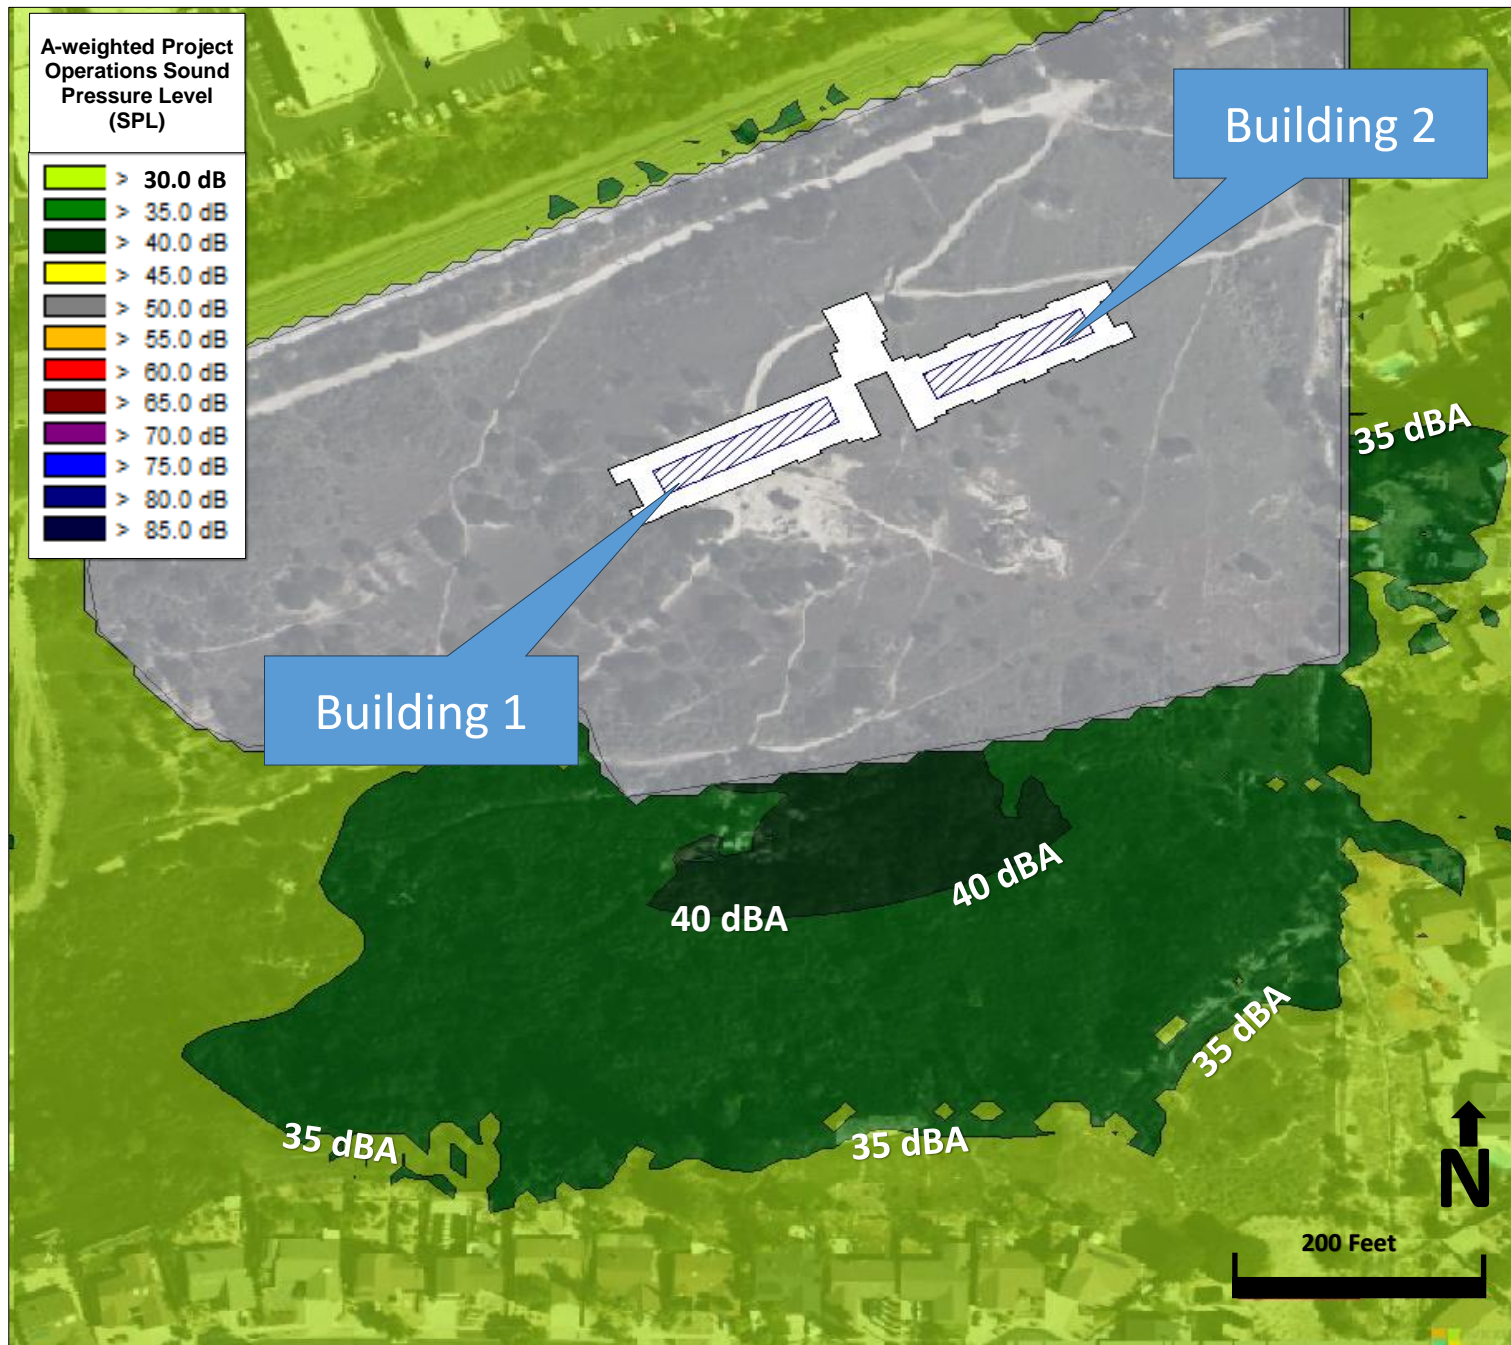 A-weighted Project
Operations Sound
Pressure Level
(SPL)
> 30.0 dB
> 35.0 dB
> 40.0 dB
> 45.0 dB
> 50.0 dB
> 55.0 dB
> 60.0 dB
> 65.0 dB
> 70.0 dB
> 75.0 dB
> 80.0 dB
> 85.0 dB
Building 2
35 dBA
Building 1
40 dBA
40 dBA
35 dBA
35 dBA
35 dBA
N
200 Feet